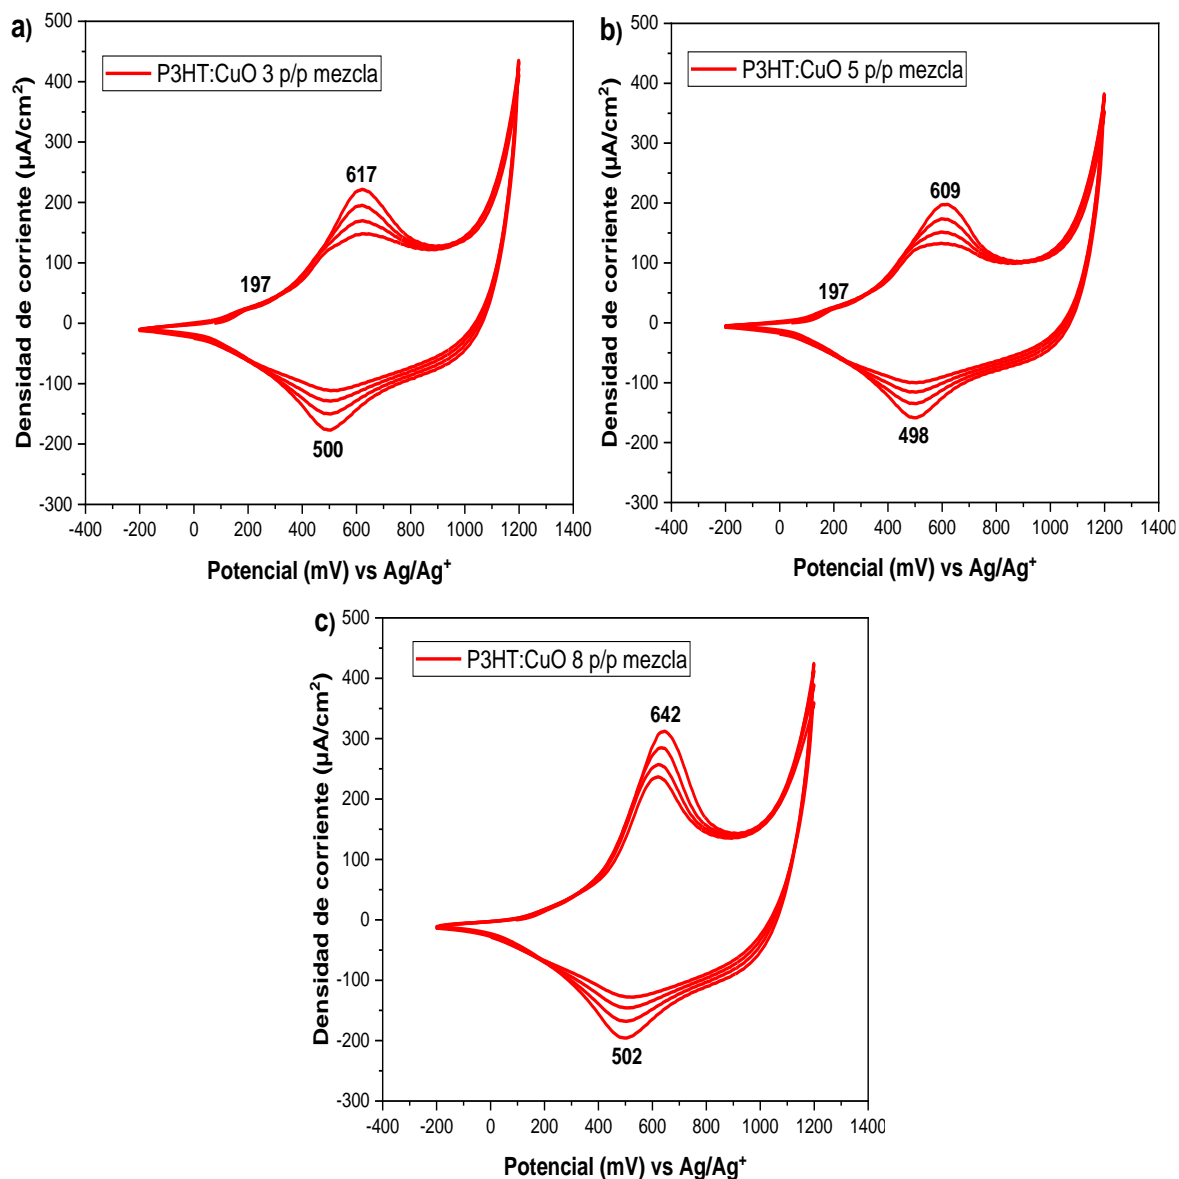 a)
P3HT:CuO 3 p/p mezcla
Densidad de corriente (µA/cm²)
500
400
300
200
100
0
-100
-200
-300
617
197
500
-400 -200 0 200 400 600 800 1000 1200 1400
Potencial (mV) vs Ag/Ag⁺
b)
P3HT:CuO 5 p/p mezcla
Densidad de corriente (µA/cm²)
500
400
300
200
100
0
-100
-200
-300
609
197
498
-400 -200 0 200 400 600 800 1000 1200 1400
Potencial (mV) vs Ag/Ag⁺
c)
P3HT:CuO 8 p/p mezcla
Densidad de corriente (µA/cm²)
500
400
300
200
100
0
-100
-200
-300
642
502
-400 -200 0 200 400 600 800 1000 1200 1400
Potencial (mV) vs Ag/Ag⁺